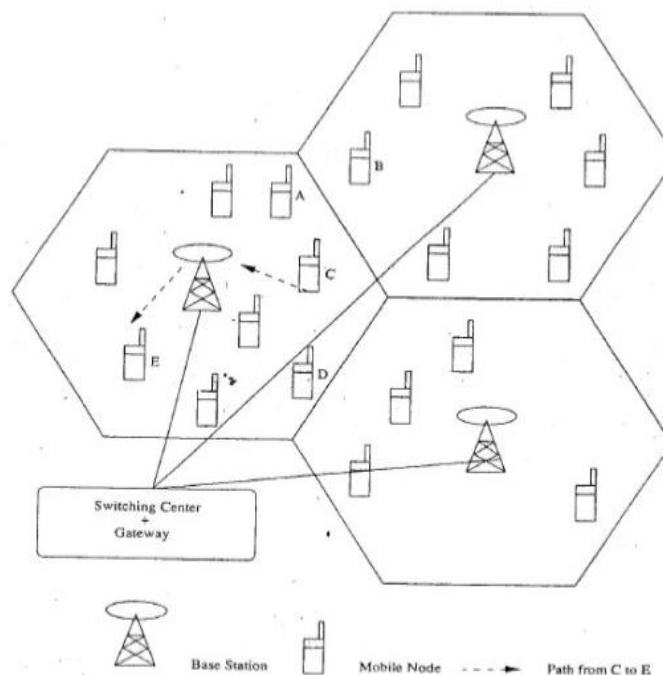 B
A
C
E
D
Switching Center
+
Gateway
Base Station
Mobile Node
Path from C to E